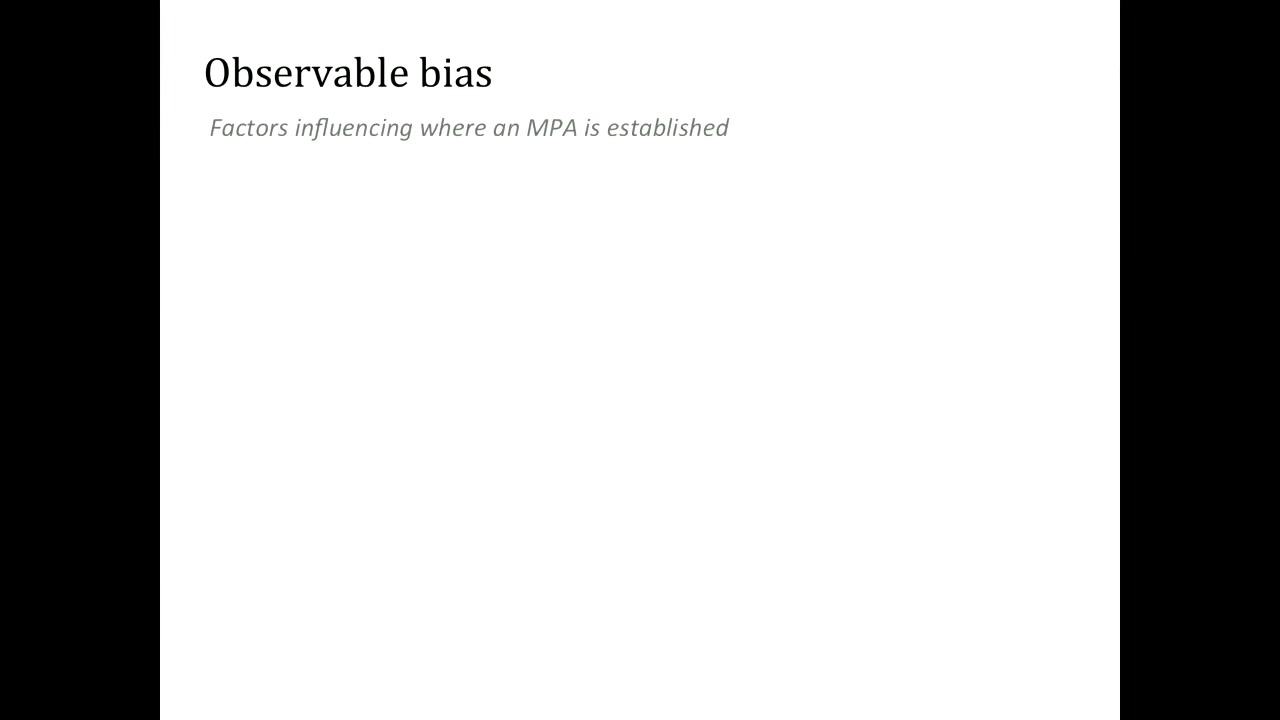 Observable bias
Factors influencing where an MPA is established